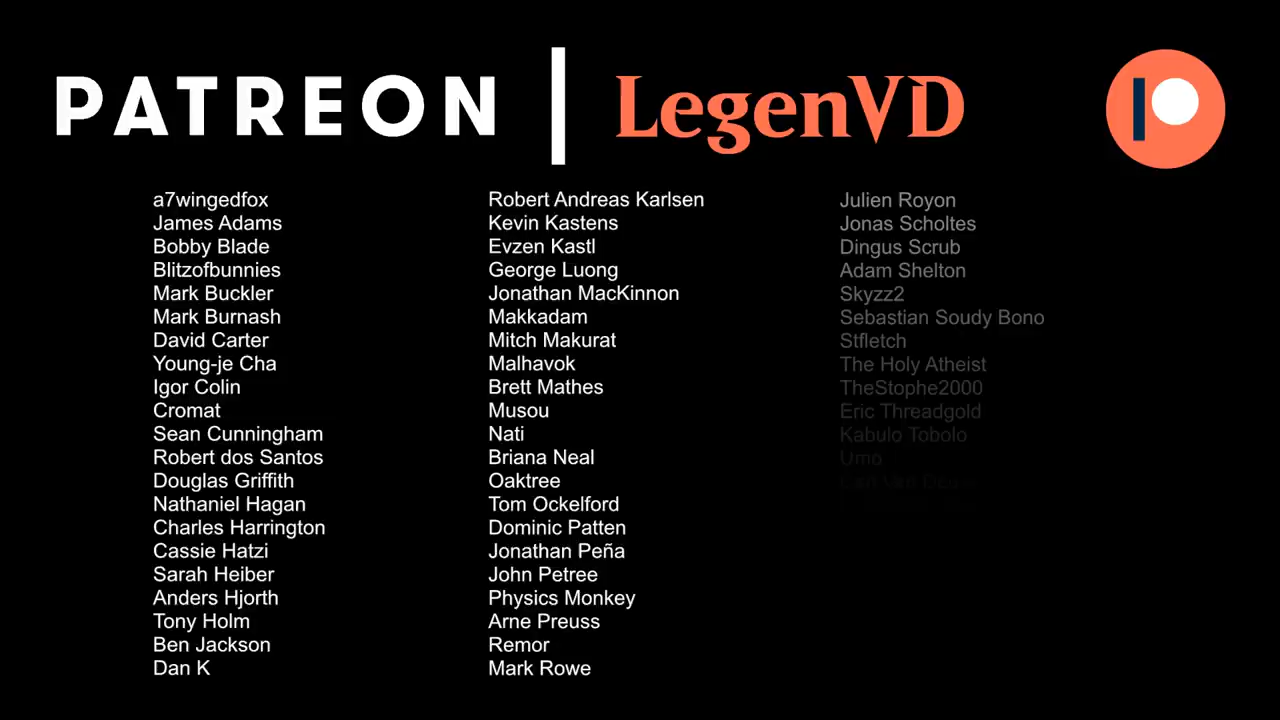 PATREON | LegenVD
a7wingedfox
James Adams
Bobby Blade
Blitzofbunnies
Mark Buckler
Mark Burnash
David Carter
Young-je Cha
Igor Colin
Cromat
Sean Cunningham
Robert dos Santos
Douglas Griffith
Nathaniel Hagan
Charles Harrington
Cassie Hatzi
Sarah Heiber
Anders Hjorth
Tony Holm
Ben Jackson
Dan K
Robert Andreas Karlsen
Kevin Kastens
Evzen Kastl
George Luong
Jonathan MacKinnon
Makkadam
Mitch Makurat
Malhavok
Brett Mathes
Musou
Nati
Briana Neal
Oaktree
Tom Ockelford
Dominic Patten
Jonathan Peña
John Petree
Physics Monkey
Arne Preuss
Remor
Mark Rowe
Julien Royon
Jonas Scholtes
Dingus Scrub
Adam Shelton
Skyzz2
Sebastian Soudy Bono
Stfletch
The Holy Atheist
TheStophe2000
Eric Threadgold
Kabulo Tobolo
Umo